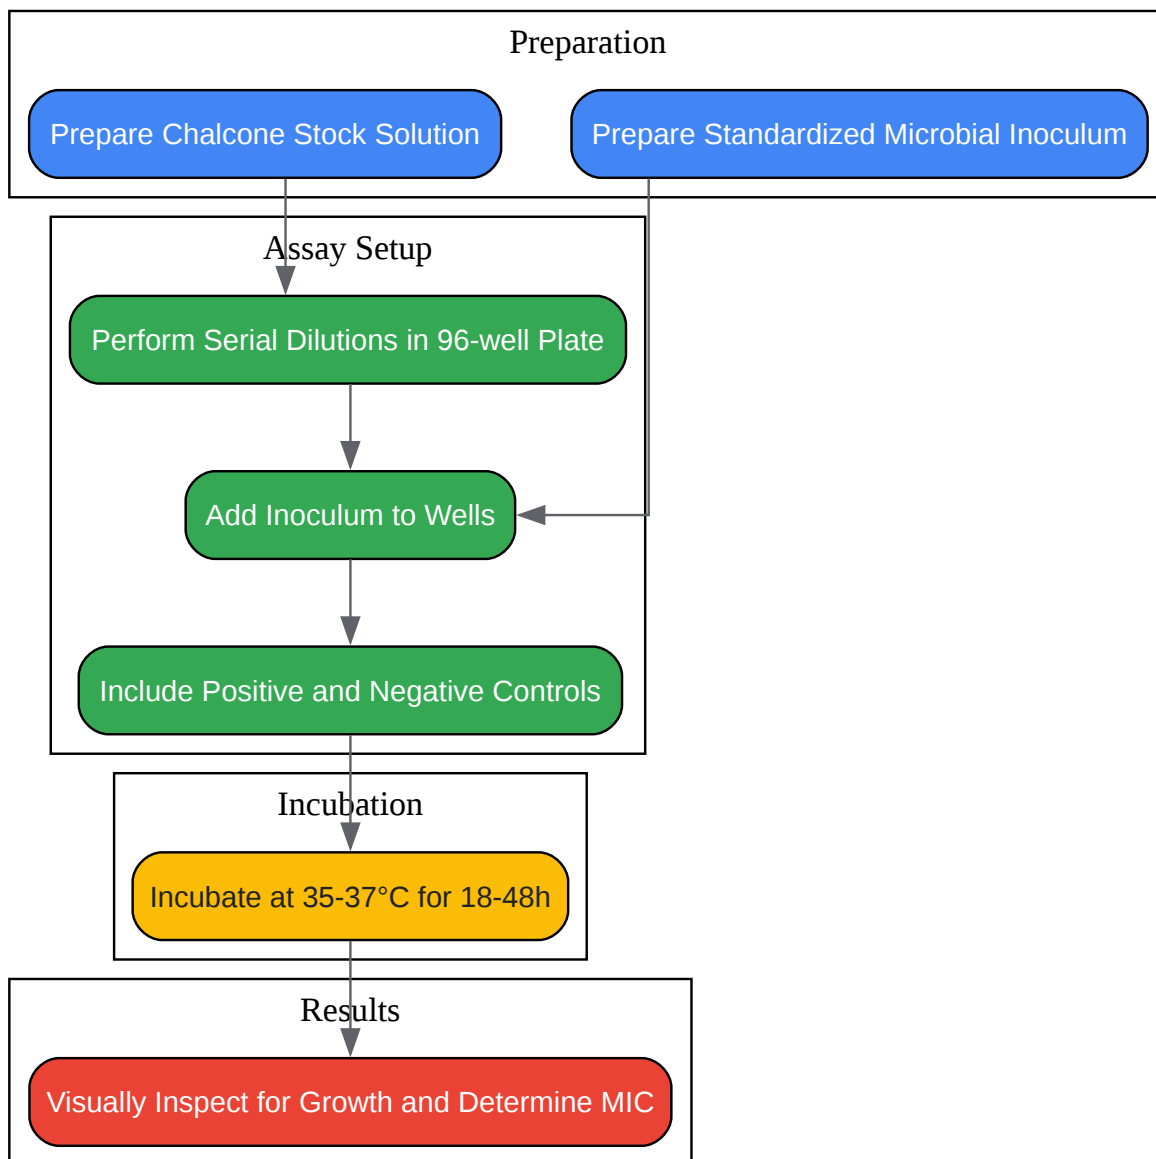 Preparation
Prepare Chalcone Stock Solution
Prepare Standardized Microbial Inoculum
Assay Setup
Perform Serial Dilutions in 96-well Plate
Add Inoculum to Wells
Include Positive and Negative Controls
Incubation
Incubate at 35-37°C for 18-48h
Results
Visually Inspect for Growth and Determine MIC